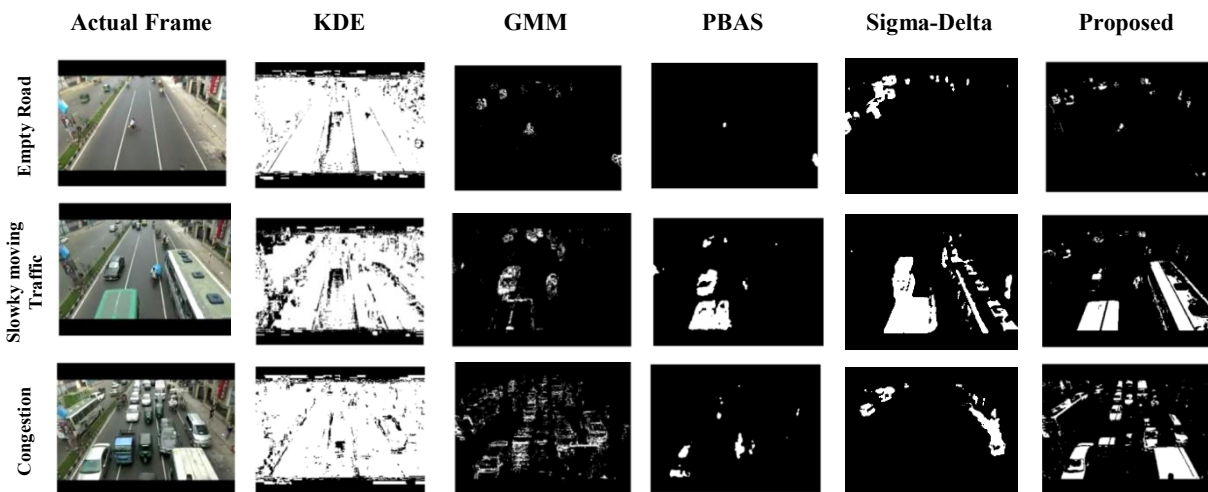 Actual Frame KDE GMM PBAS Sigma-Delta Proposed
Empty Road
Slowky moving
Traffic
Congestion